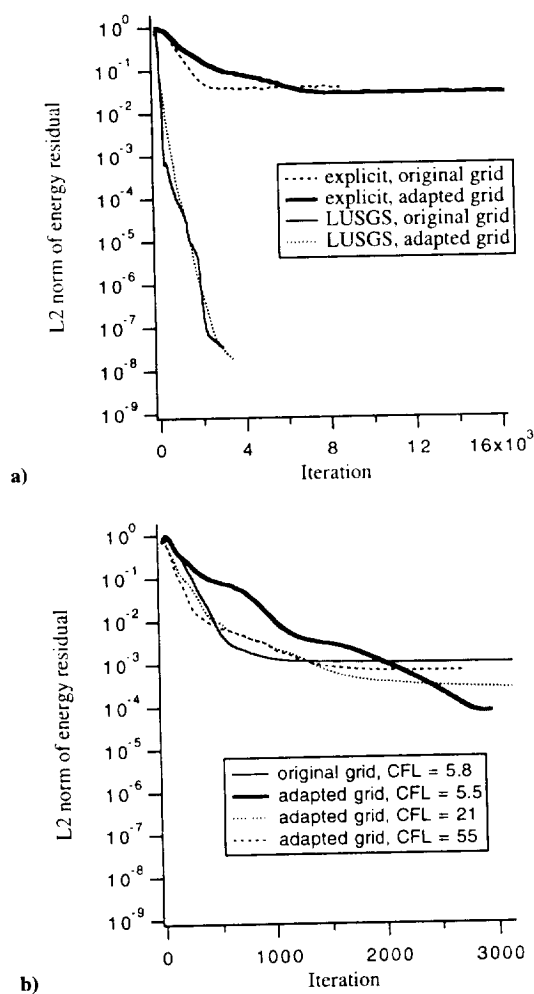 L2 norm of energy residual
10^0
10^-1
10^-2
10^-3
10^-4
10^-5
10^-6
10^-7
10^-8
10^-9
explicit, original grid
explicit, adapted grid
LUSGS, original grid
LUSGS, adapted grid
0 4 8 12 16x10^3
Iteration
a)
L2 norm of energy residual
10^0
10^-1
10^-2
10^-3
10^-4
10^-5
10^-6
10^-7
10^-8
10^-9
original grid, CFL = 5.8
adapted grid, CFL = 5.5
adapted grid, CFL = 21
adapted grid, CFL = 55
0 1000 2000 3000
Iteration
b)